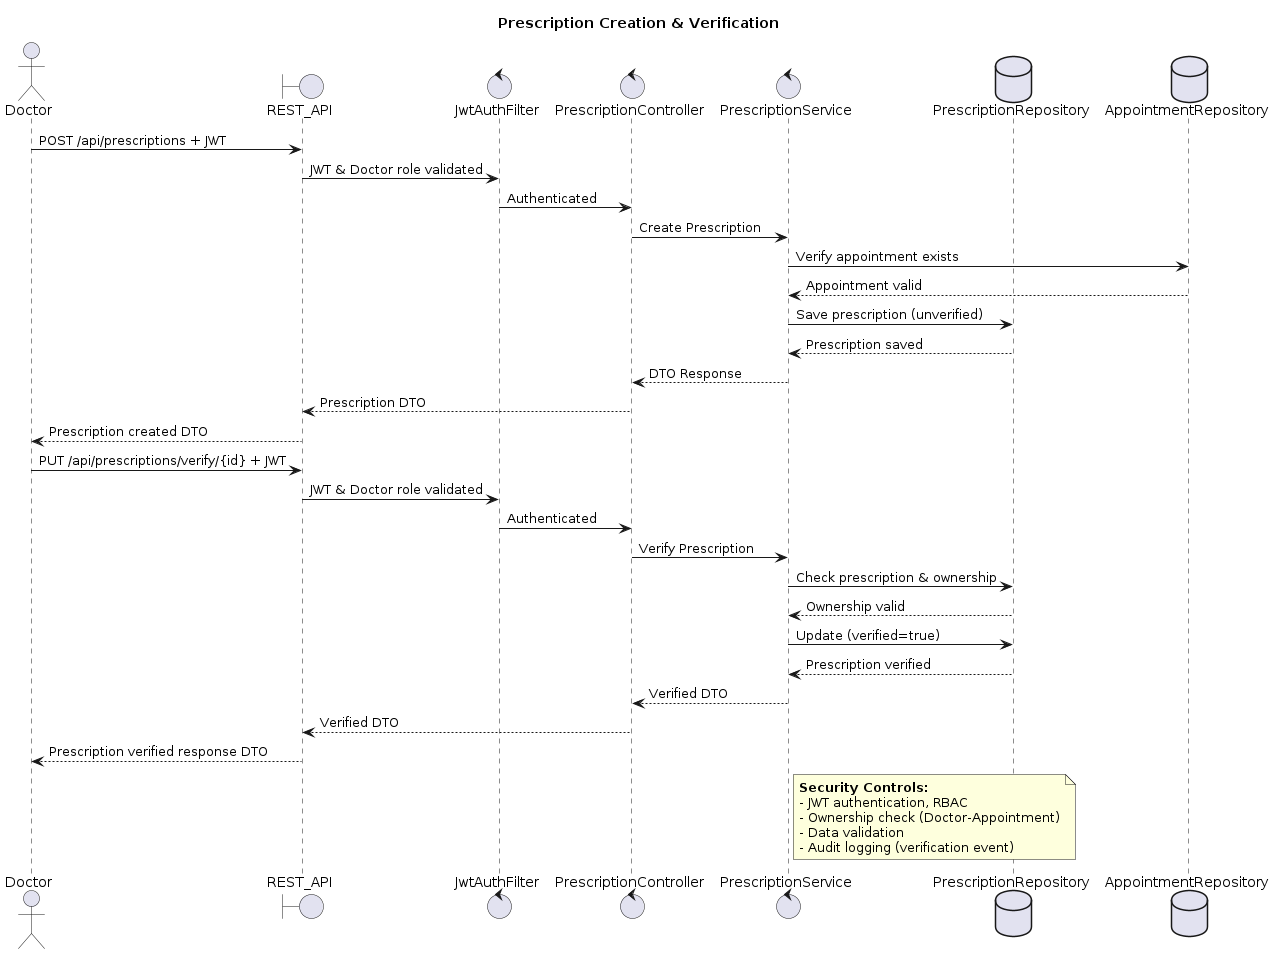 Prescription Creation & Verification
Doctor
REST_API
JwtAuthFilter
PrescriptionController
PrescriptionService
PrescriptionRepository
AppointmentRepository
POST /api/prescriptions + JWT
JWT & Doctor role validated
Authenticated
Create Prescription
Verify appointment exists
Appointment valid
Save prescription (unverified)
Prescription saved
DTO Response
Prescription DTO
Prescription created DTO
PUT /api/prescriptions/verify/{id} + JWT
JWT & Doctor role validated
Authenticated
Verify Prescription
Check prescription & ownership
Ownership valid
Update (verified=true)
Prescription verified
Verified DTO
Verified DTO
Prescription verified response DTO
Security Controls:
- JWT authentication, RBAC
- Ownership check (Doctor-Appointment)
- Data validation
- Audit logging (verification event)
Doctor
REST_API
JwtAuthFilter
PrescriptionController
PrescriptionService
PrescriptionRepository
AppointmentRepository